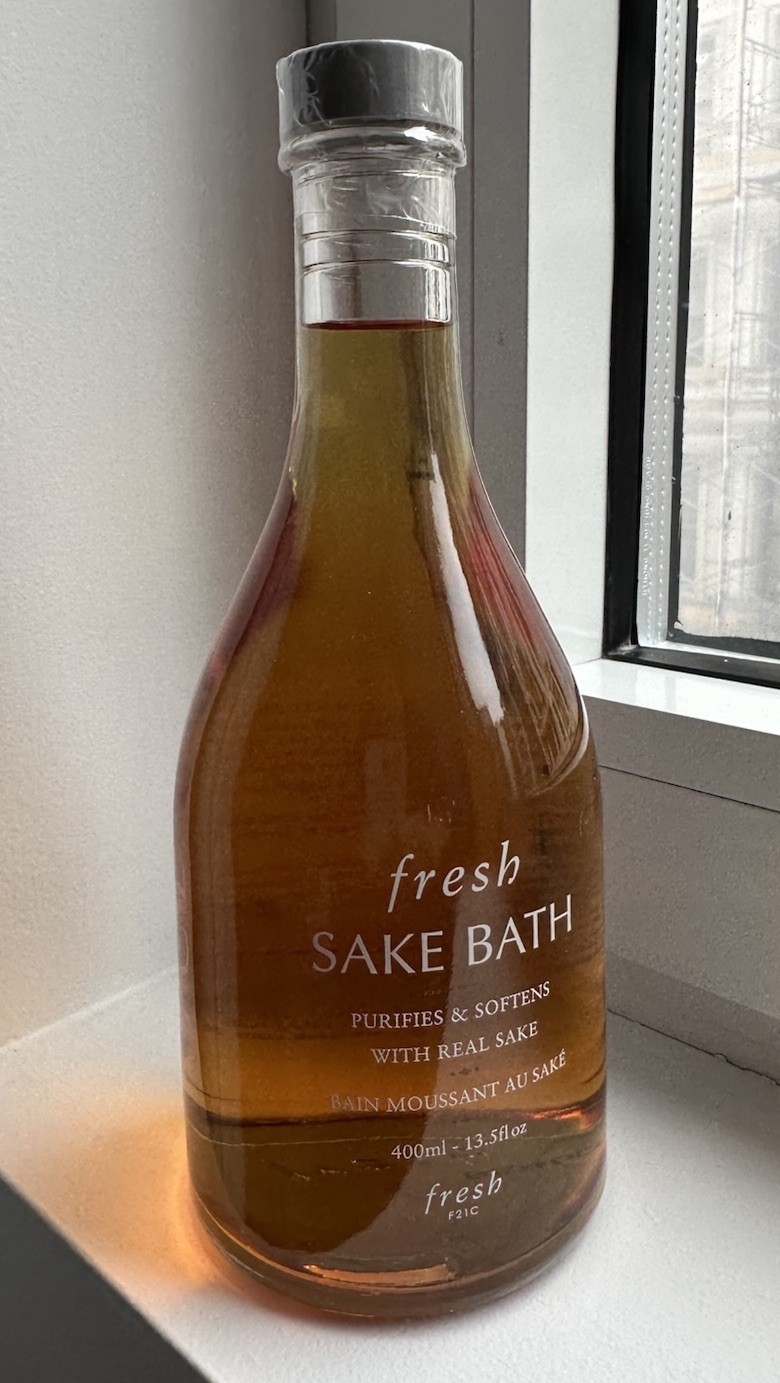 fresh
SAKE BATH
PURIFIES & SOFTENS
WITH REAL SAKE
BAIN MOUSSANT AU SAKÉ
400ml - 13.5fl oz
fresh
F21C